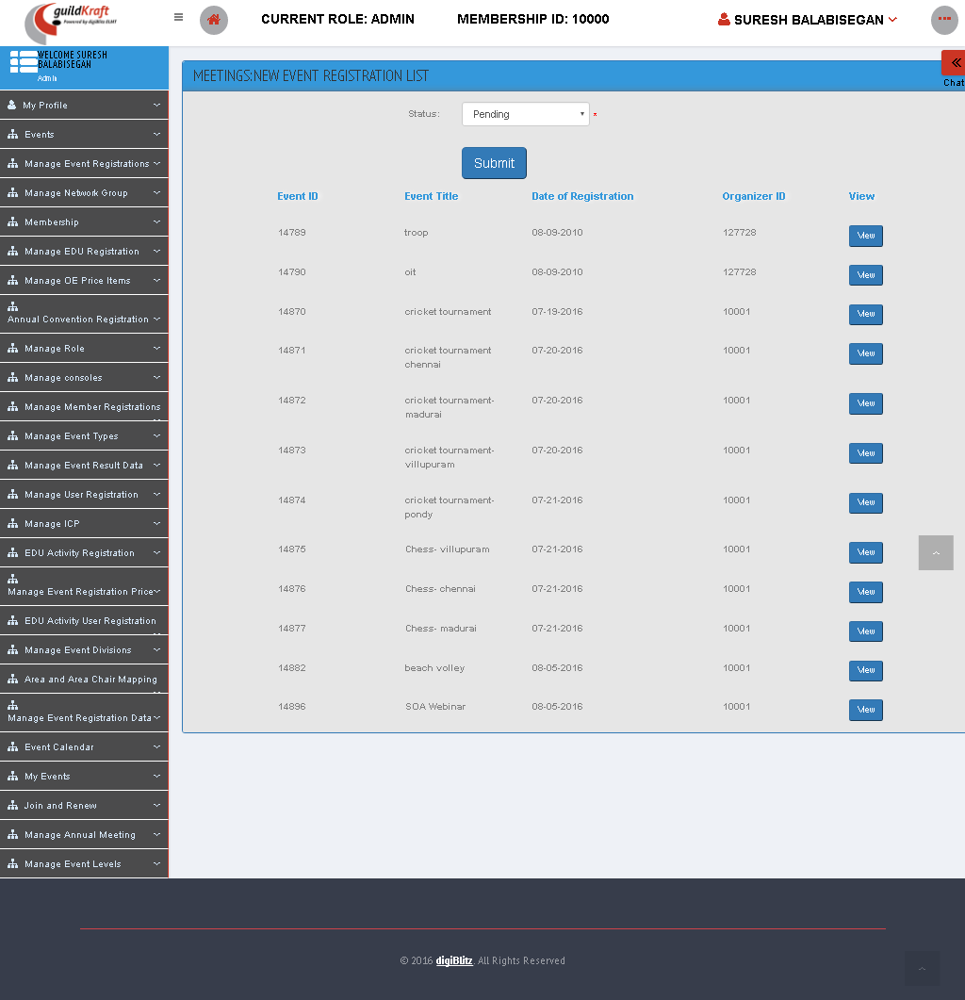 guildKraft
Powered by digiBlitz ELMT
CURRENT ROLE: ADMIN
MEMBERSHIP ID: 10000
SURESH BALABISEGAN
WELCOME SURESH
BALABISEGAN
Admin
Chat
My Profile
Events
Manage Event Registrations
Manage Network Group
Membership
Manage EDU Registration
Manage OE Price Items
Annual Convention Registration
Manage Role
Manage consoles
Manage Member Registrations
Manage Event Types
Manage Event Result Data
Manage User Registration
Manage ICP
EDU Activity Registration
Manage Event Registration Price
EDU Activity User Registration
Manage Event Divisions
Area and Area Chair Mapping
Manage Event Registration Data
Event Calendar
My Events
Join and Renew
Manage Annual Meeting
Manage Event Levels
MEETINGS:NEW EVENT REGISTRATION LIST
Status: Pending *
Submit
Event ID Event Title Date of Registration Organizer ID View
14789 troop 08-09-2010 127728 View
14790 oit 08-09-2010 127728 View
14870 cricket tournament 07-19-2016 10001 View
14871 cricket tournament 07-20-2016 10001 View
chennai
14872 cricket tournament- 07-20-2016 10001 View
madurai
14873 cricket tournament- 07-20-2016 10001 View
villupuram
14874 cricket tournament- 07-21-2016 10001 View
pondy
14875 Chess- villupuram 07-21-2016 10001 View
14876 Chess- chennai 07-21-2016 10001 View
14877 Chess- madurai 07-21-2016 10001 View
14882 beach volley 08-05-2016 10001 View
14896 SOA Webinar 08-05-2016 10001 View
© 2016 digiBlitz. All Rights Reserved